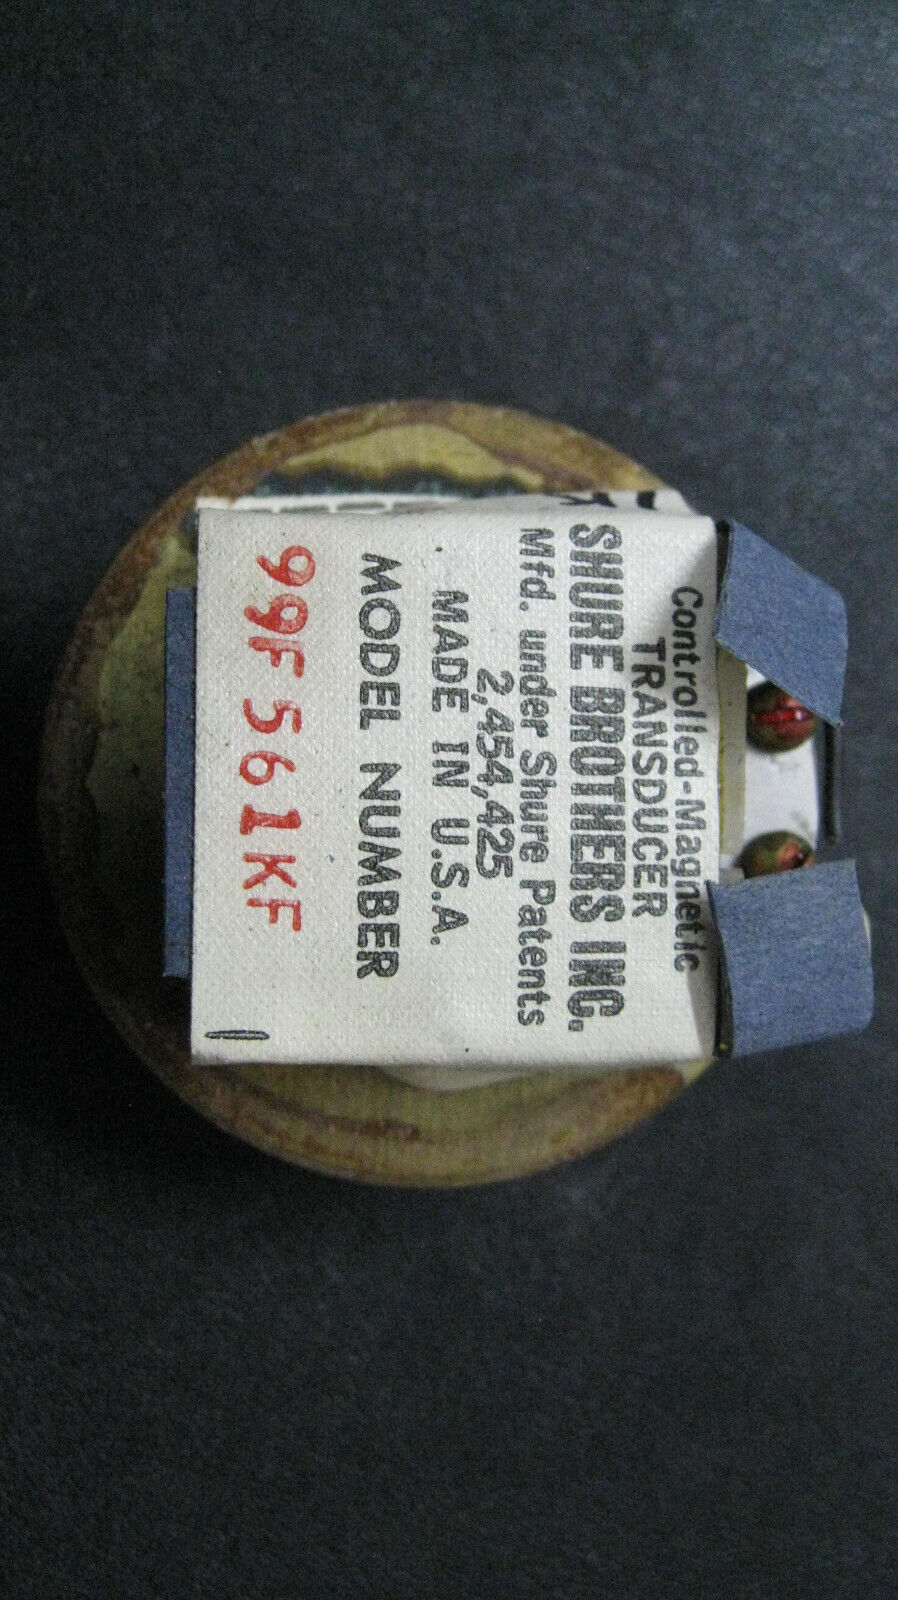 Controlled-Magnetic
TRANSDUCER
SHURE BROTHERS INC.
Mfd. under Shure Patents
2,454,425
MADE IN U.S.A.
MODEL NUMBER
99F561KF